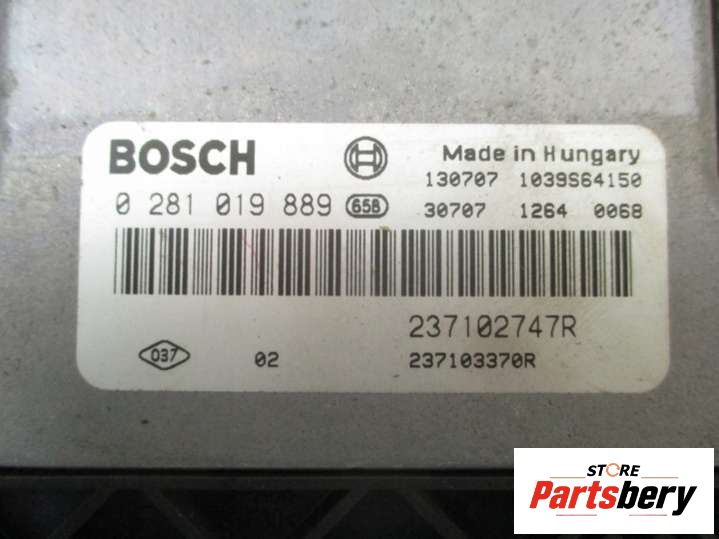 BOSCH
Made in Hungary
130707 1039S64150
0 281 019 889 65B
30707 1264 0068
237102747R
037 02 237103370R
STORE
Partsbery